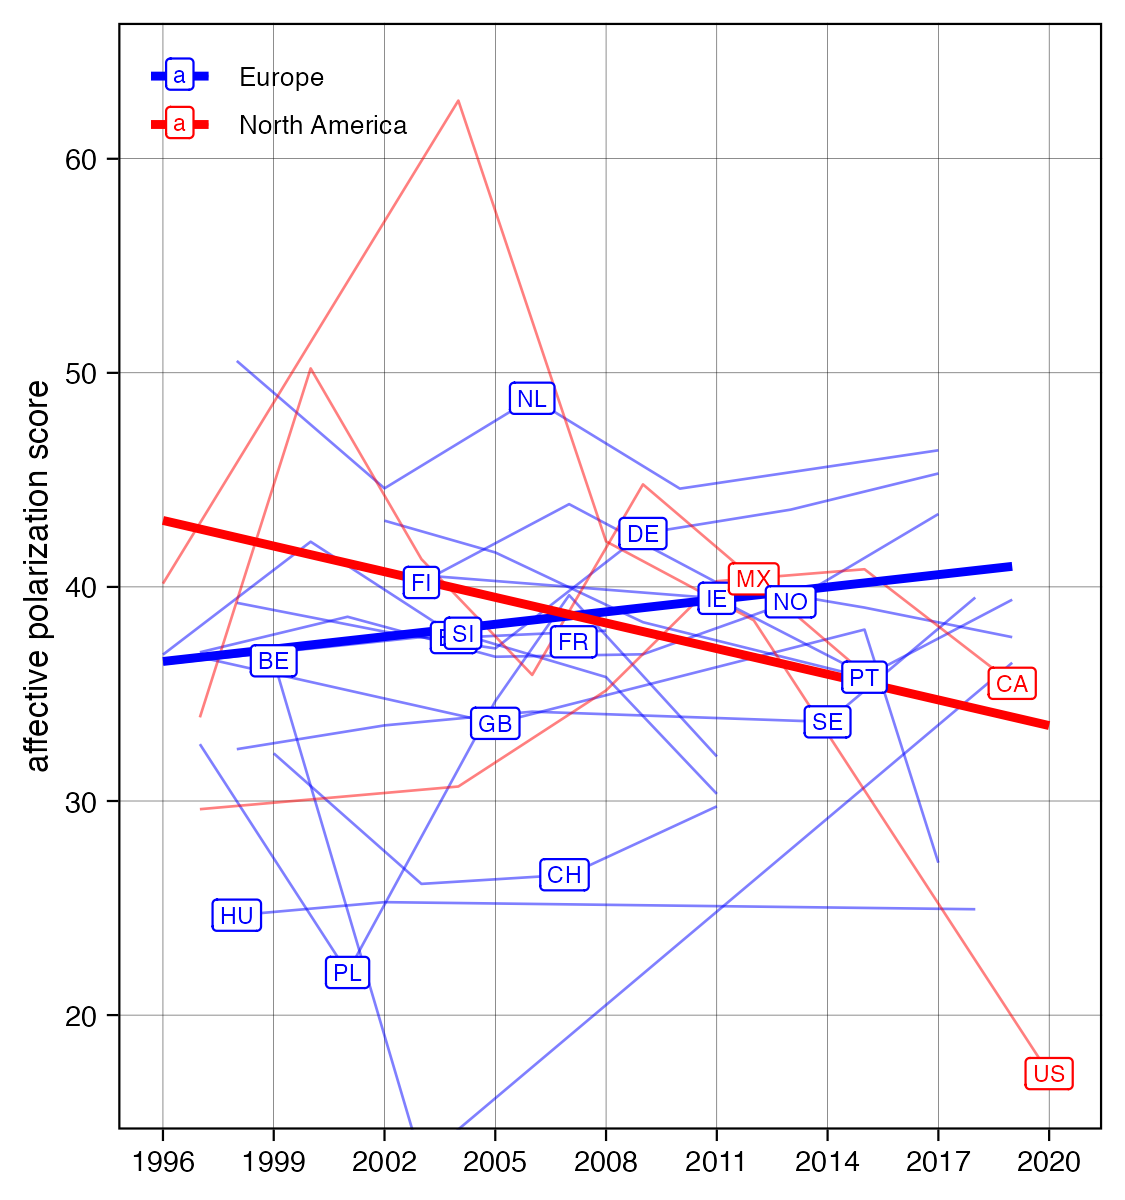 a Europe
a North America
affective polarization score
60
50
40
30
20
NL
DE
FI
MX
IE
NO
SI
FR
BE
PT
CA
GB
SE
CH
HU
PL
US
1996 1999 2002 2005 2008 2011 2014 2017 2020